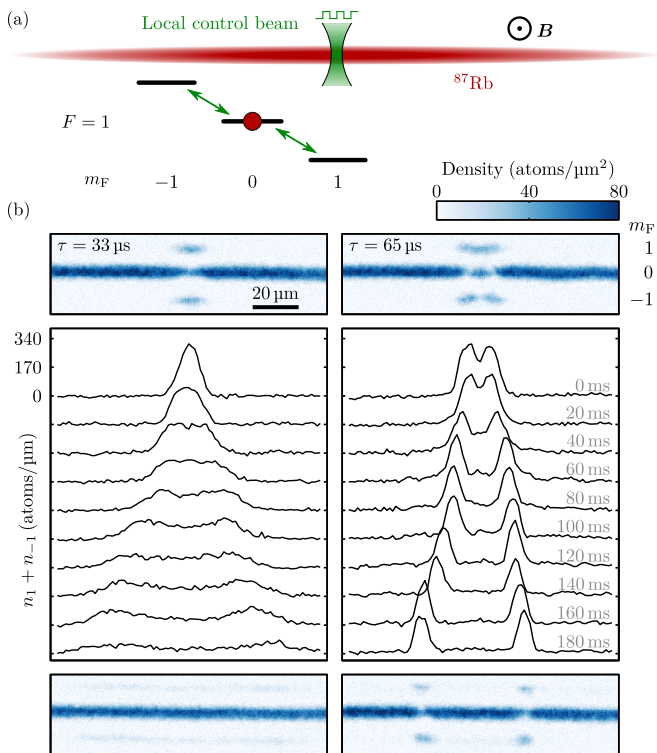 (a)
Local control beam
B
⁸⁷Rb
F = 1
m_F −1 0 1
Density (atoms/µm²)
0 40 80
(b)
m_F
τ = 33 µs
τ = 65 µs
1
0
−1
20 µm
340
170
0
n₁ + n₋₁ (atoms/µm)
0 ms
20 ms
40 ms
60 ms
80 ms
100 ms
120 ms
140 ms
160 ms
180 ms